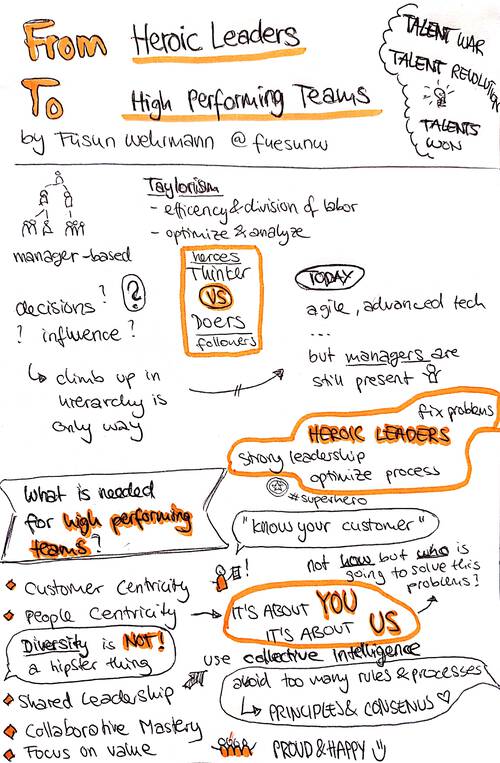 From Heroic Leaders
To High Performing Teams
by Füsun Wehrmann @fuesunw
TALENT WAR
TALENT REVOLUTION
TALENTS
WON
Taylorism
- efficency & division of labor
- optimize & analyze
manager-based
decisions?
? influence?
?
↳ climb up in
hierarchy is
only way
heroes
Thinker
VS
Doers
followers
TODAY
agile, advanced tech
...
but managers are
still present
fix problems
HEROIC LEADERS
strong leadership
optimize process
#superhero
What is needed
for high performing
teams?
"know your customer"
not how but who is
going to solve this
problems?
Customer Centricity
People Centricity
IT'S ABOUT YOU
IT'S ABOUT US
Diversity is NOT!
a hipster thing
use collective intelligence
avoid too many rules & processes
↳ PRINCIPLES & CONSENUS ♡
Shared Leadership
Collaborative Mastery
Focus on value
PROUD & HAPPY